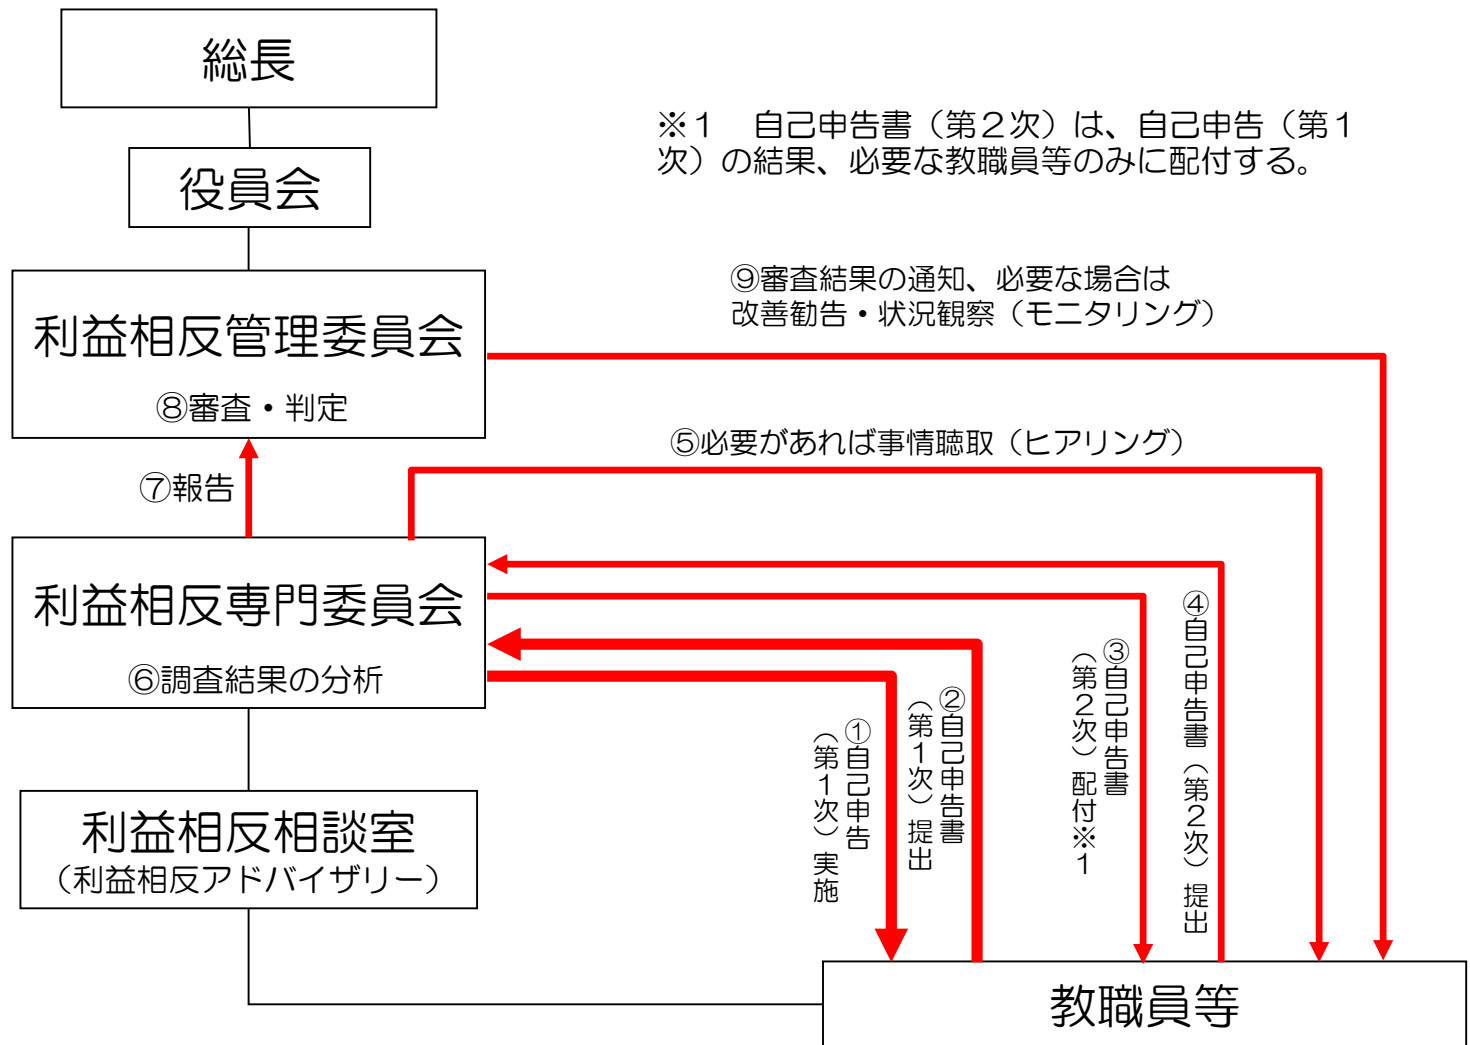 総長
※１　自己申告書（第２次）は、自己申告（第１
次）の結果、必要な教職員等のみに配付する。
役員会
⑨審査結果の通知、必要な場合は
改善勧告・状況観察（モニタリング）
利益相反管理委員会
⑧審査・判定
⑤必要があれば事情聴取（ヒアリング）
⑦報告
利益相反専門委員会
⑥調査結果の分析
①自己申告
（第１次）実施
②自己申告書
（第１次）提出
③自己申告書
（第２次）配付※１
④自己申告書（第２次）提出
利益相反相談室
（利益相反アドバイザリー）
教職員等